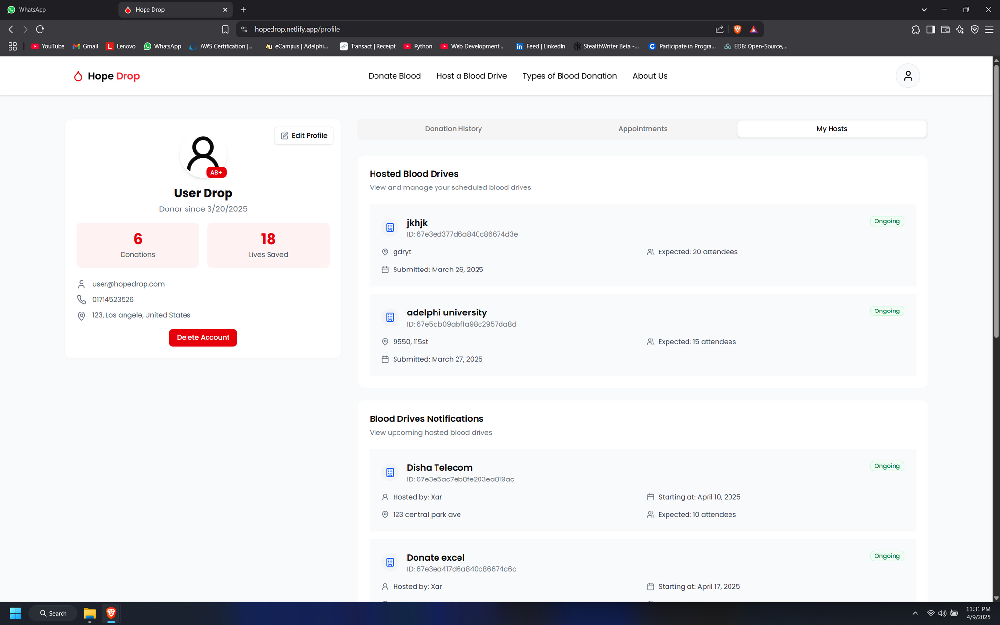 WhatsApp
Hope Drop
hopedrop.netlify.app/profile
YouTube Gmail Lenovo WhatsApp AWS Certification |... eCampus | Adelphi... Transact | Receipt Python Web Development... Feed | LinkedIn StealthWriter Beta -... Participate in Progra... EDB: Open-Source,...
Hope Drop
Donate Blood Host a Blood Drive Types of Blood Donation About Us
Edit Profile
AB+
User Drop
Donor since 3/20/2025
6
Donations
18
Lives Saved
user@hopedrop.com
01714523526
123, Los angele, United States
Delete Account
Donation History Appointments My Hosts
Hosted Blood Drives
View and manage your scheduled blood drives
jkhjk
Ongoing
ID: 67e3ed377d6a840c86674d3e
gdryt
Expected: 20 attendees
Submitted: March 26, 2025
adelphi university
Ongoing
ID: 67e5db09abf1a98c2957da8d
9550, 115st
Expected: 15 attendees
Submitted: March 27, 2025
Blood Drives Notifications
View upcoming hosted blood drives
Disha Telecom
Ongoing
ID: 67e3e5ac7eb8fe203ea819ac
Hosted by: Xar
Starting at: April 10, 2025
123 central park ave
Expected: 10 attendees
Donate excel
Ongoing
ID: 67e3ea417d6a840c86674c6c
Hosted by: Xar
Starting at: April 17, 2025
Search
11:31 PM
4/9/2025